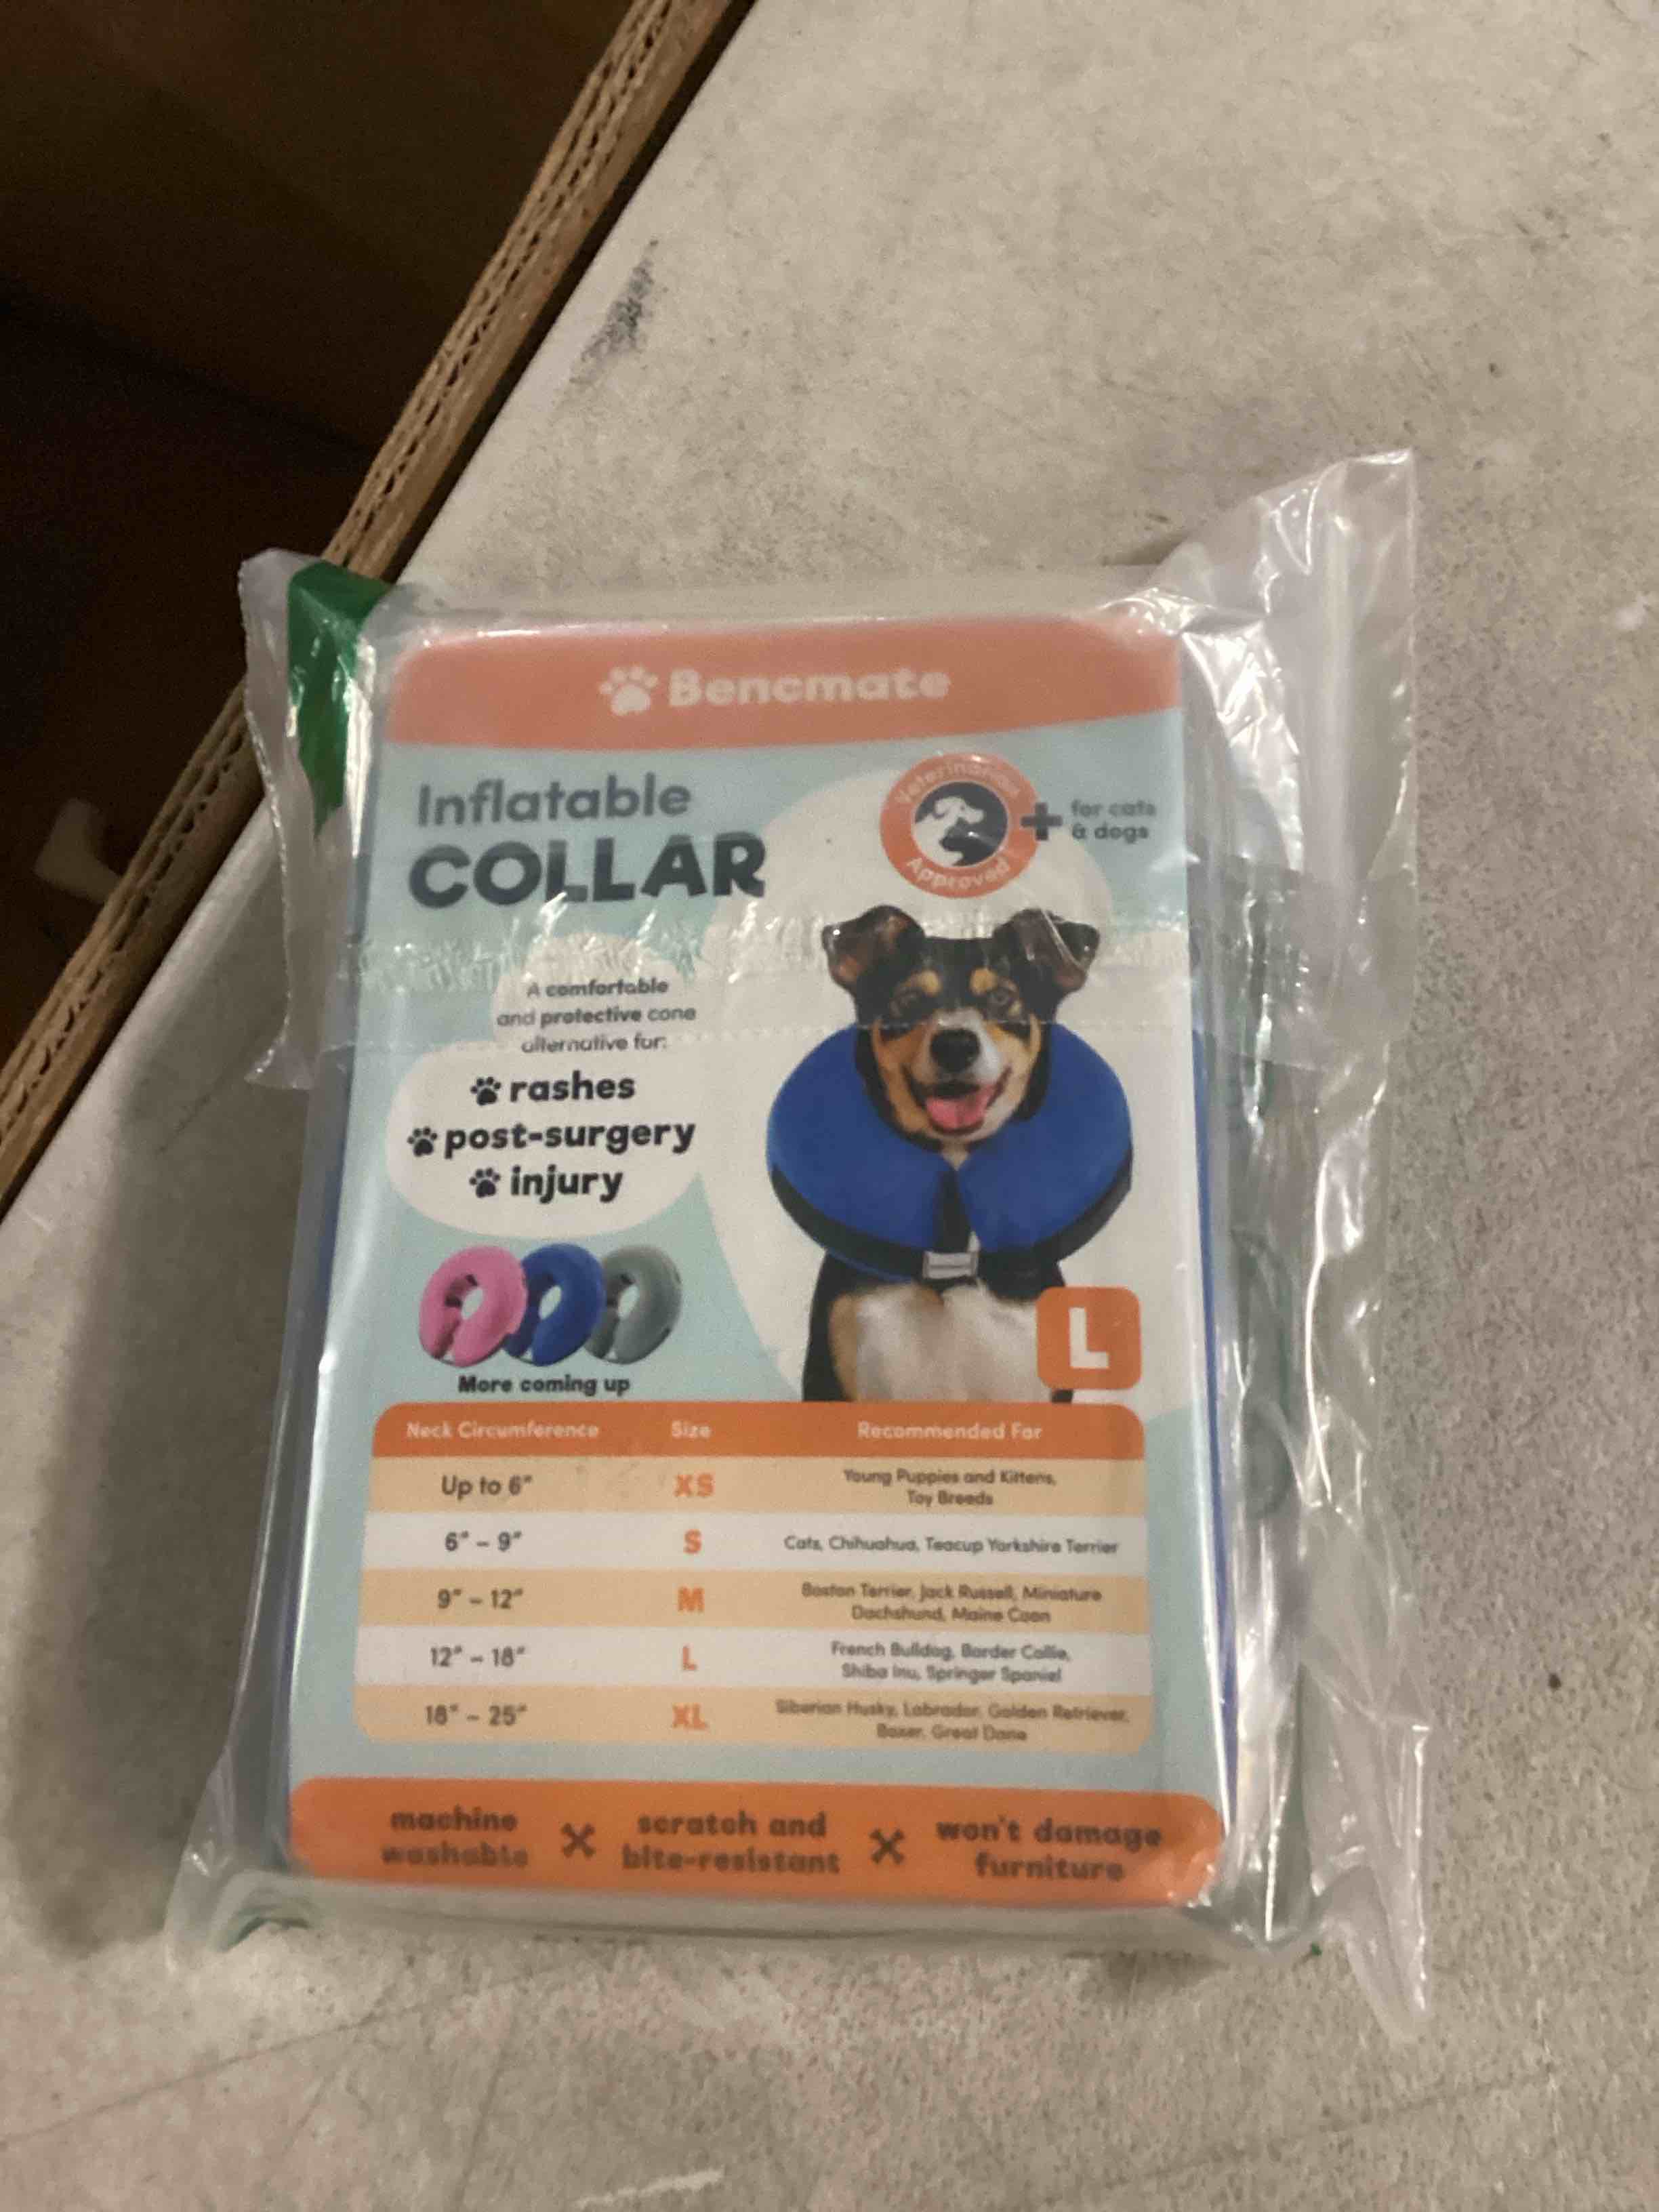 Bencmate
Inflatable
COLLAR
Veterinarian
Approved
+ for cats
& dogs
A comfortable
and protective cone
alternative for:
rashes
post-surgery
injury
More coming up
L
Neck Circumference Size Recommended For
Up to 6" XS Young Puppies and Kittens,
Toy Breeds
6" - 9" S Cats, Chihuahua, Teacup Yorkshire Terrier
9" - 12" M Boston Terrier, Jack Russell, Miniature
Dachshund, Maine Coon
12" - 18" L French Bulldog, Border Collie,
Shiba Inu, Springer Spaniel
18" - 25" XL Siberian Husky, Labrador, Golden Retriever,
Boxer, Great Dane
machine
washable
scratch and
bite-resistant
won't damage
furniture